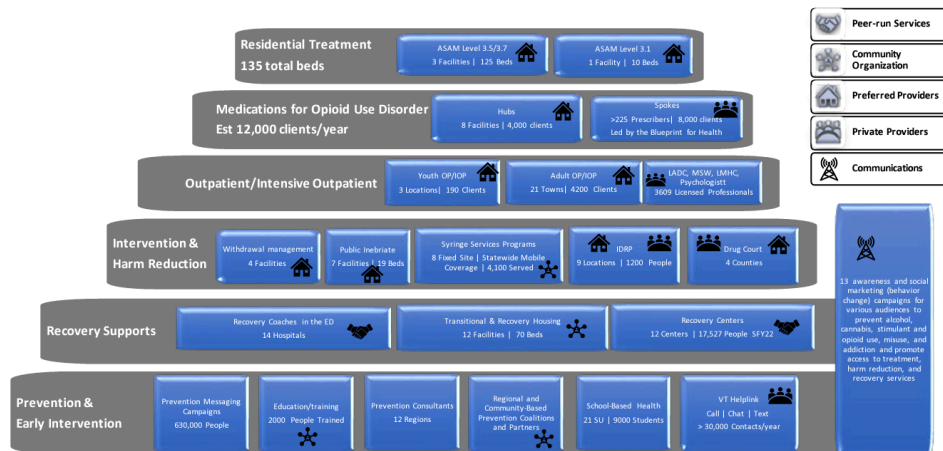 Residential Treatment
135 total beds
ASAM Level 3.5/3.7
3 Facilities | 125 Beds
ASAM Level 3.1
1 Facility | 10 Beds
Medications for Opioid Use Disorder
Est 12,000 clients/year
Hubs
8 Facilities | 4,000 clients
Spokes
>225 Prescribers| 8,000 clients
Led by the Blueprint for Health
Outpatient/Intensive Outpatient
Youth OP/IOP
3 Locations| 190 Clients
Adult OP/IOP
21 Towns| 4200 Clients
LADC, MSW, LMHC,
Psychologistt
3609 Licensed Professionals
Intervention &
Harm Reduction
Withdrawal management
4 Facilities
Public Inebriate
7 Facilities | 19 Beds
Syringe Services Programs
8 Fixed Site | Statewide Mobile
Coverage | 4,100 Served
IDRP
9 Locations | 1200 People
Drug Court
4 Counties
Recovery Supports
Recovery Coaches in the ED
14 Hospitals
Transitional & Recovery Housing
12 Facilities | 70 Beds
Recovery Centers
12 Centers | 17,527 People SFY22
Prevention &
Early Intervention
Prevention Messaging
Campaigns
630,000 People
Education/training
2000 People Trained
Prevention Consultants
12 Regions
Regional and
Community-Based
Prevention Coalitions
and Partners
School-Based Health
21 SU | 9000 Students
VT Helplink
Call | Chat | Text
> 30,000 Contacts/year
Peer-run Services
Community
Organization
Preferred Providers
Private Providers
Communications
13 awareness and social
marketing (behavior
change) campaigns for
various audiences to
prevent alcohol,
cannabis, stimulant and
opioid use, misuse, and
addiction and promote
access to treatment,
harm reduction, and
recovery services